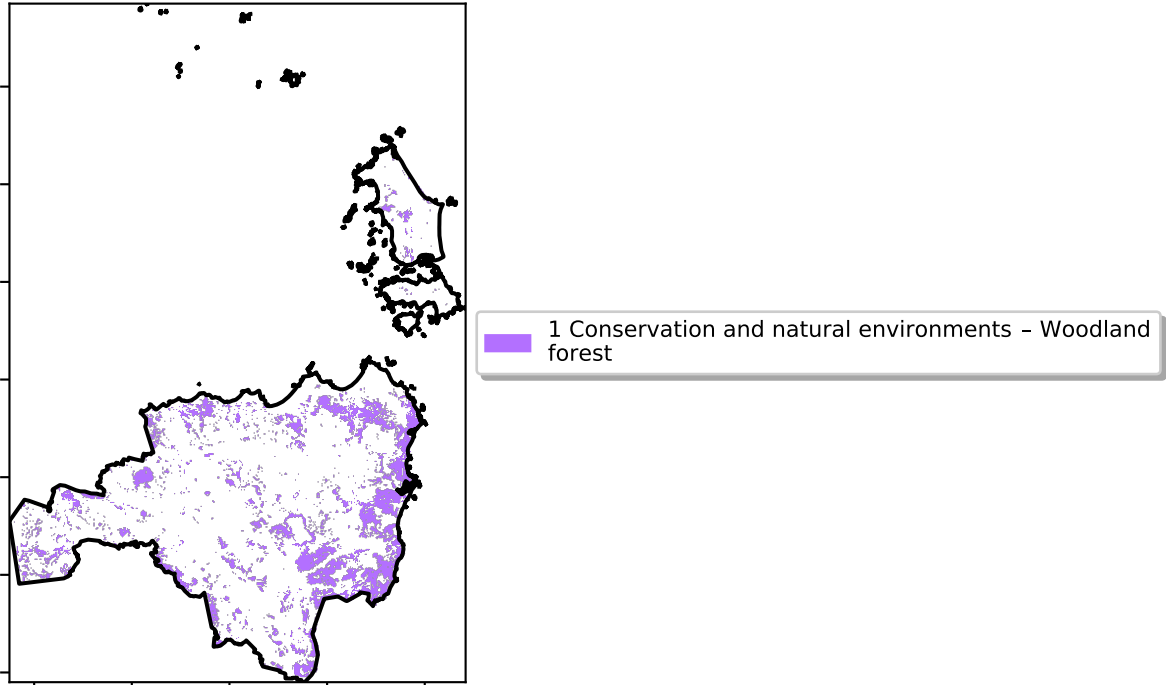 1 Conservation and natural environments – Woodland
forest